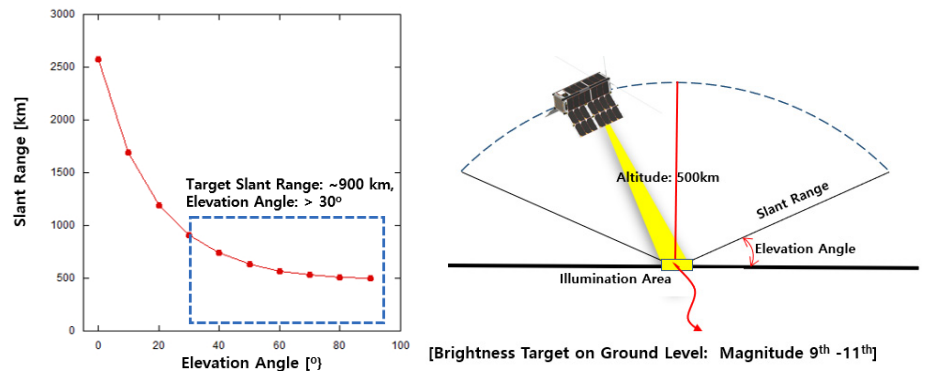 3000
2500
2000
1500
1000
500
0
Slant Range [km]
Target Slant Range: ~900 km,
Elevation Angle: > 30º
0 20 40 60 80 100
Elevation Angle [º}
Altitude: 500km
Slant Range
Elevation Angle
Illumination Area
[Brightness Target on Ground Level: Magnitude 9th -11th]